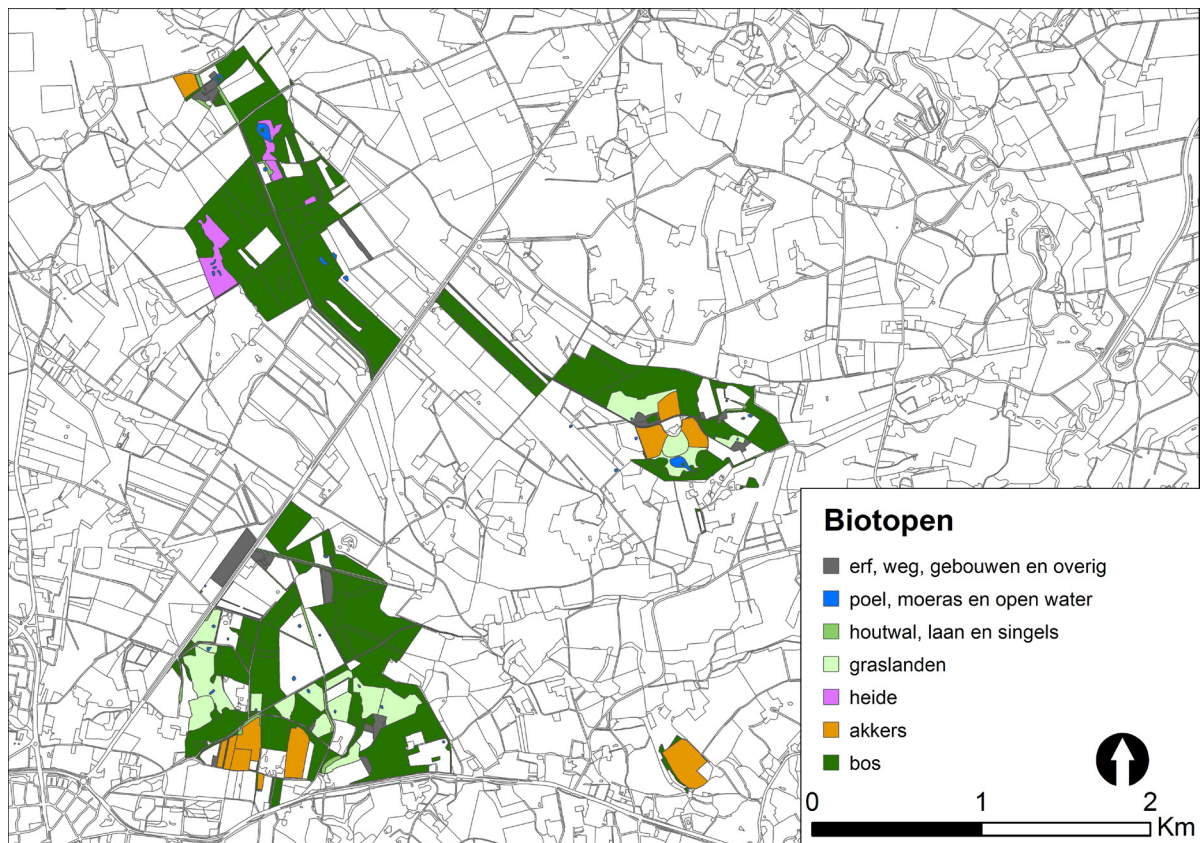 Biotopen
erf, weg, gebouwen en overig
poel, moeras en open water
houtwal, laan en singels
graslanden
heide
akkers
bos
0 1 2
Km